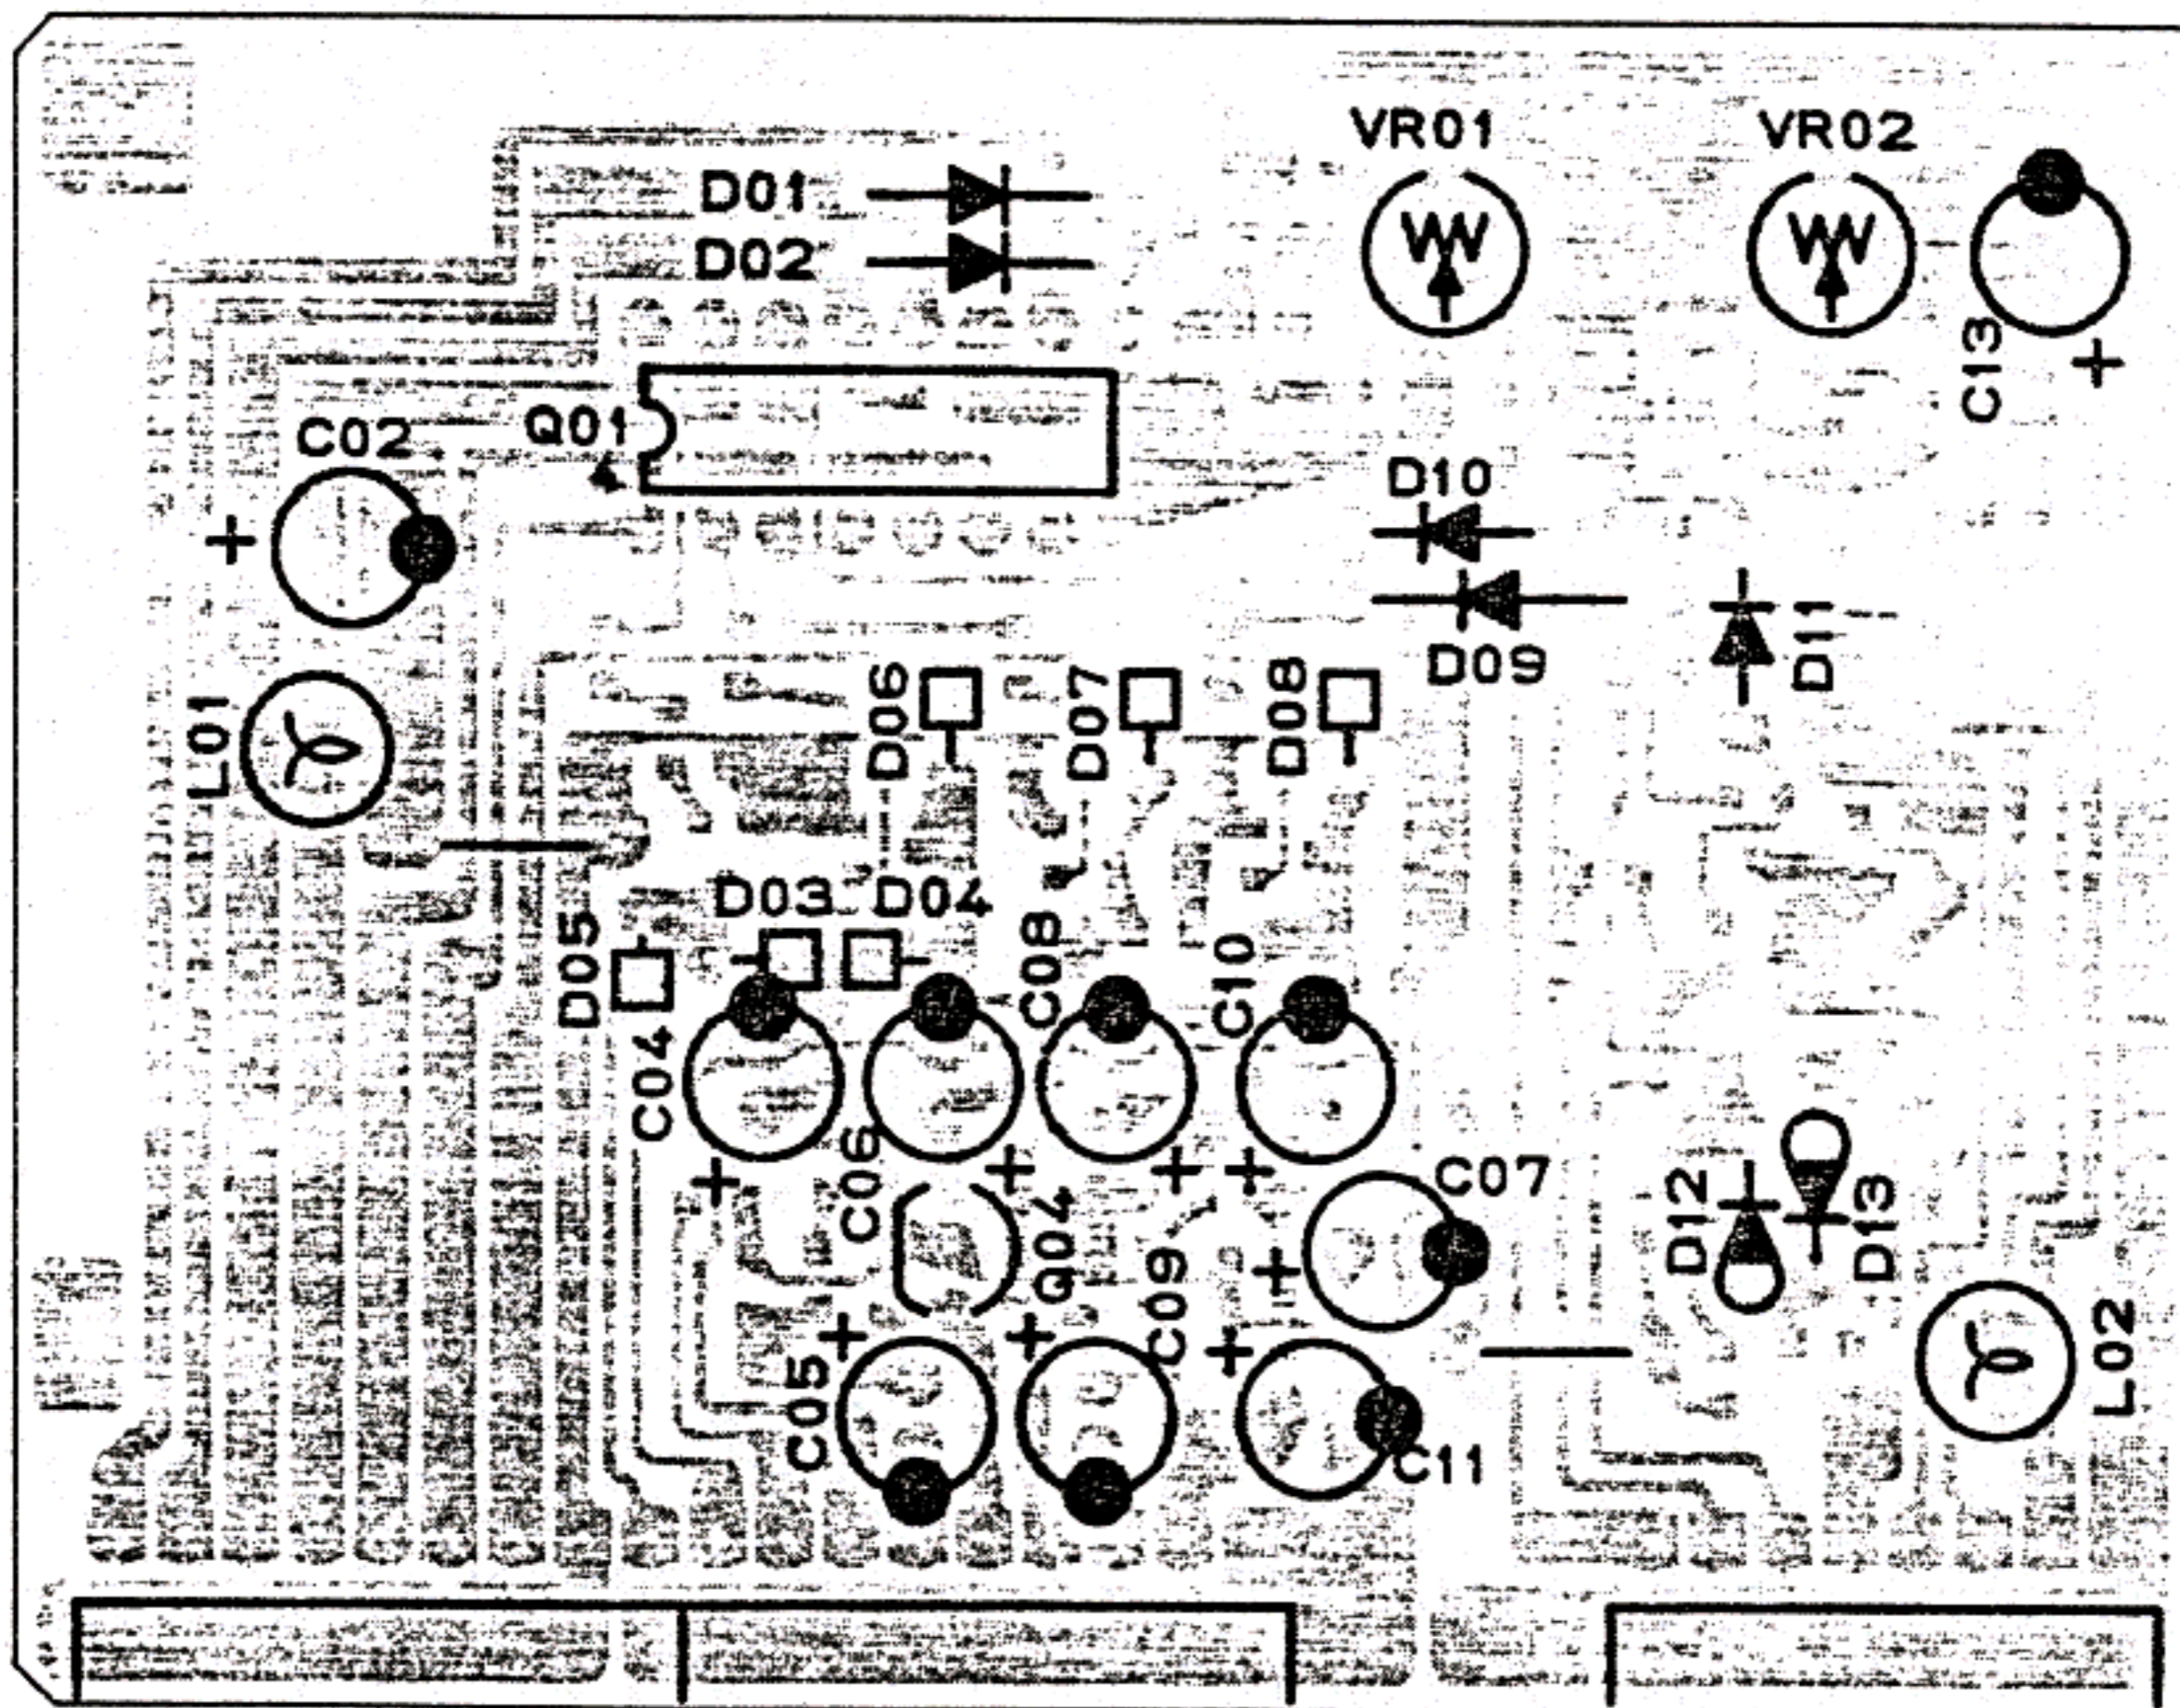 VR01 VR02
D01
D02
C13
+
C02
Q01
+
D10
D09
D11
L01
D06 D07 D08
D03 D04
D05
C08
C10
C04
+ + + +
C06
Q04
C07
+
D12
D13
C09
+ + +
C05
C11
L02